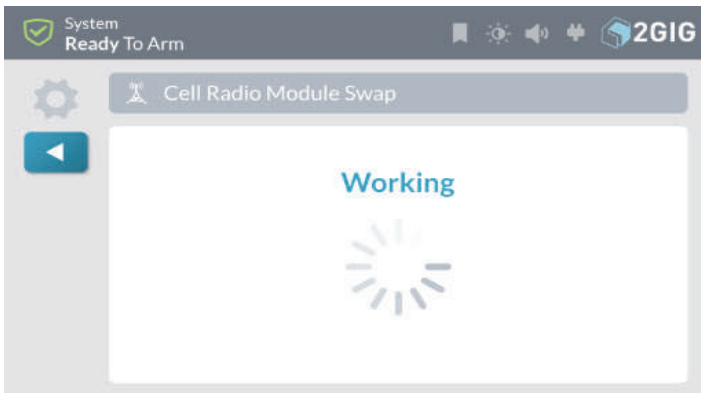 System
Ready To Arm
2GIG
Cell Radio Module Swap
Working